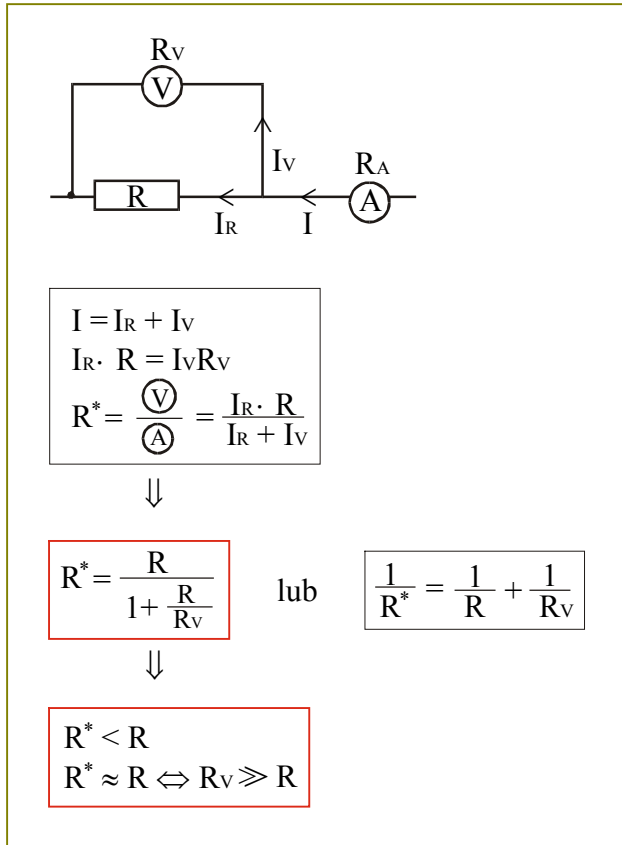 Rv
V
Iv
RA
R
IR
I
A
I = IR + Iv
IR · R = IvRv
R* = V / A = IR · R / IR + Iv
⇓
R* = R / 1 + R / Rv lub 1 / R* = 1 / R + 1 / Rv
⇓
R* < R
R* ≈ R ⇔ Rv ≫ R